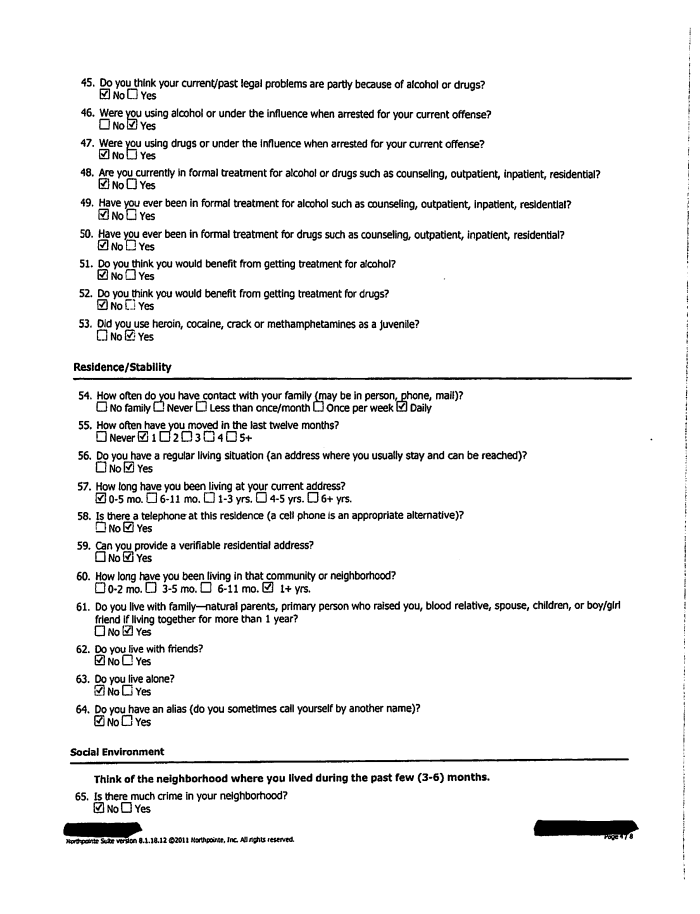 45. Do you think your current/past legal problems are partly because of alcohol or drugs?
☑ No ☐ Yes
46. Were you using alcohol or under the influence when arrested for your current offense?
☐ No ☑ Yes
47. Were you using drugs or under the influence when arrested for your current offense?
☑ No ☐ Yes
48. Are you currently in formal treatment for alcohol or drugs such as counseling, outpatient, inpatient, residential?
☑ No ☐ Yes
49. Have you ever been in formal treatment for alcohol such as counseling, outpatient, inpatient, residential?
☑ No ☐ Yes
50. Have you ever been in formal treatment for drugs such as counseling, outpatient, inpatient, residential?
☑ No ☐ Yes
51. Do you think you would benefit from getting treatment for alcohol?
☑ No ☐ Yes
52. Do you think you would benefit from getting treatment for drugs?
☑ No ☐ Yes
53. Did you use heroin, cocaine, crack or methamphetamines as a juvenile?
☐ No ☑ Yes
Residence/Stability
54. How often do you have contact with your family (may be in person, phone, mail)?
☐ No family ☐ Never ☐ Less than once/month ☐ Once per week ☑ Daily
55. How often have you moved in the last twelve months?
☐ Never ☑ 1 ☐ 2 ☐ 3 ☐ 4 ☐ 5+
56. Do you have a regular living situation (an address where you usually stay and can be reached)?
☐ No ☑ Yes
57. How long have you been living at your current address?
☑ 0-5 mo. ☐ 6-11 mo. ☐ 1-3 yrs. ☐ 4-5 yrs. ☐ 6+ yrs.
58. Is there a telephone at this residence (a cell phone is an appropriate alternative)?
☐ No ☑ Yes
59. Can you provide a verifiable residential address?
☐ No ☑ Yes
60. How long have you been living in that community or neighborhood?
☐ 0-2 mo. ☐ 3-5 mo. ☐ 6-11 mo. ☑ 1+ yrs.
61. Do you live with family—natural parents, primary person who raised you, blood relative, spouse, children, or boy/girl
friend if living together for more than 1 year?
☐ No ☑ Yes
62. Do you live with friends?
☑ No ☐ Yes
63. Do you live alone?
☑ No ☐ Yes
64. Do you have an alias (do you sometimes call yourself by another name)?
☑ No ☐ Yes
Social Environment
Think of the neighborhood where you lived during the past few (3-6) months.
65. Is there much crime in your neighborhood?
☑ No ☐ Yes
Northpointe Suite version 8.1.18.12 ©2011 Northpointe, Inc. All rights reserved.
Page 4 / 8